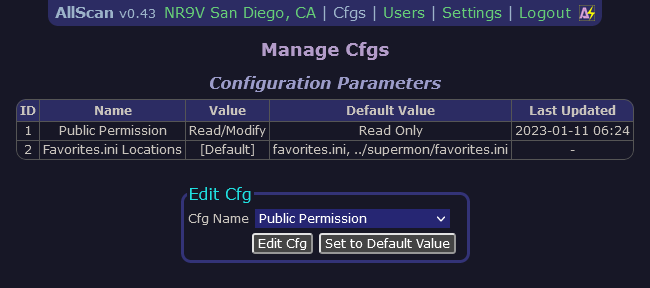 AllScan v0.43 NR9V San Diego, CA | Cfgs | Users | Settings | Logout
Manage Cfgs
Configuration Parameters
ID Name Value Default Value Last Updated
1 Public Permission Read/Modify Read Only 2023-01-11 06:24
2 Favorites.ini Locations [Default] favorites.ini, ../supermon/favorites.ini -
Edit Cfg
Cfg Name Public Permission
Edit Cfg Set to Default Value